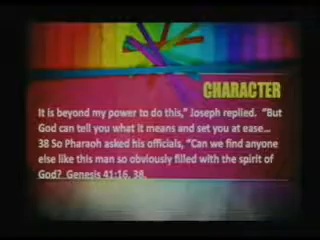 CHARACTER
It is beyond my power to do this," Joseph replied. "But
God can tell you what it means and set you at ease...
38 So Pharaoh asked his officials, "Can we find anyone
else like this man so obviously filled with the spirit of
God? Genesis 41:16, 38.